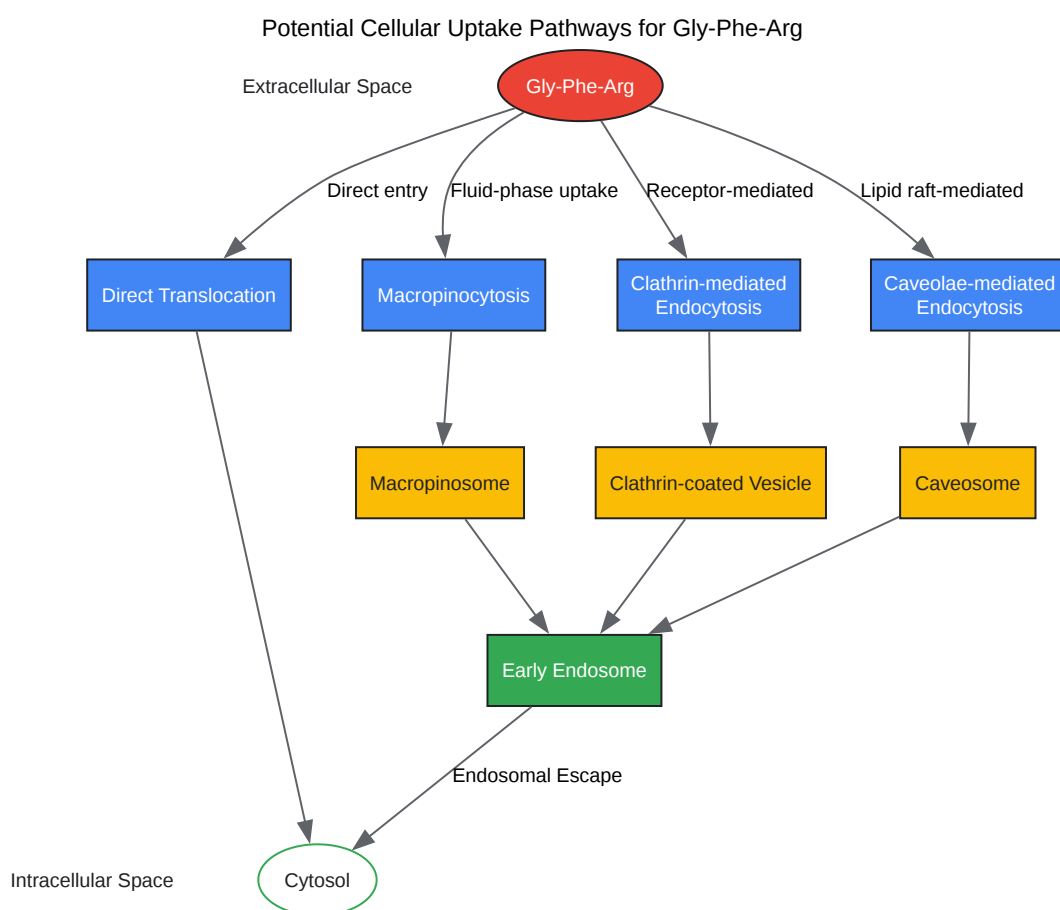 Potential Cellular Uptake Pathways for Gly-Phe-Arg
Extracellular Space
Gly-Phe-Arg
Direct entry
Fluid-phase uptake
Receptor-mediated
Lipid raft-mediated
Direct Translocation
Macropinocytosis
Clathrin-mediated
Endocytosis
Caveolae-mediated
Endocytosis
Macropinosome
Clathrin-coated Vesicle
Caveosome
Early Endosome
Endosomal Escape
Intracellular Space
Cytosol